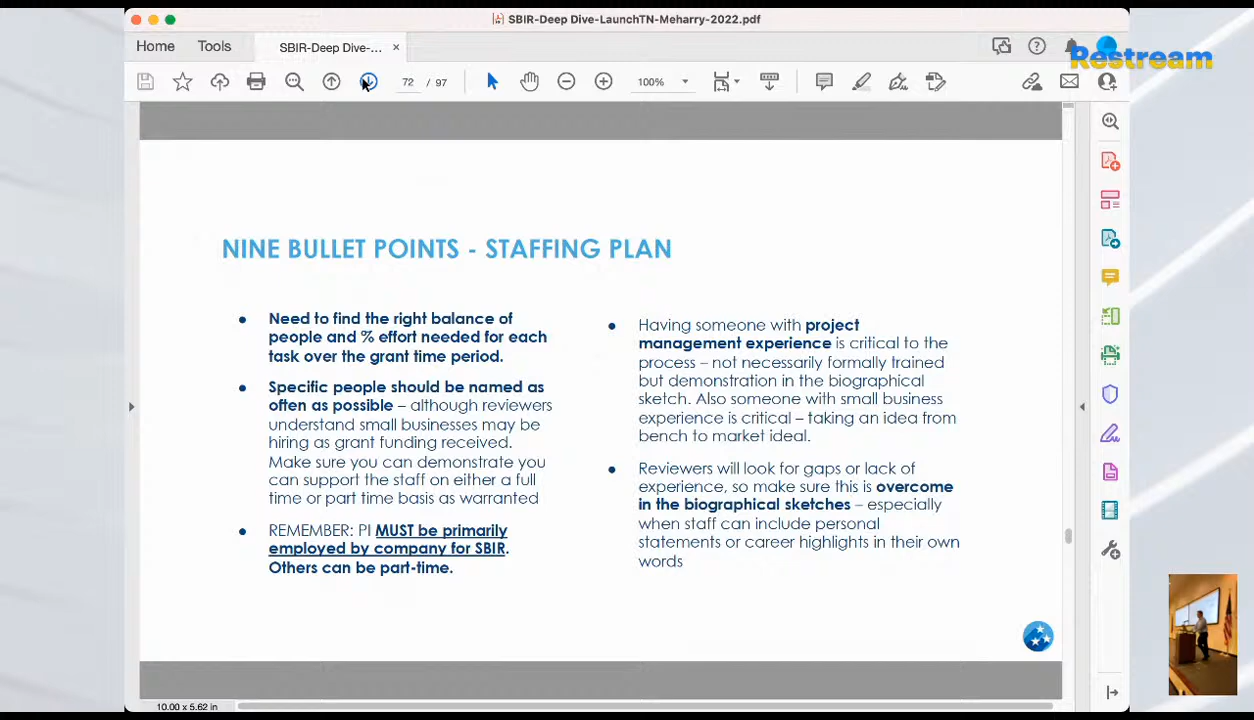 SBIR-Deep Dive-LaunchTN-Meharry-2022.pdf
Home
Tools
SBIR-Deep Dive-...
Restream
72 / 97
100%
NINE BULLET POINTS - STAFFING PLAN
● Need to find the right balance of
people and % effort needed for each
task over the grant time period.
● Specific people should be named as
often as possible – although reviewers
understand small businesses may be
hiring as grant funding received.
Make sure you can demonstrate you
can support the staff on either a full
time or part time basis as warranted
● REMEMBER: PI MUST be primarily
employed by company for SBIR.
Others can be part-time.
● Having someone with project
management experience is critical to the
process – not necessarily formally trained
but demonstration in the biographical
sketch. Also someone with small business
experience is critical – taking an idea from
bench to market ideal.
● Reviewers will look for gaps or lack of
experience, so make sure this is overcome
in the biographical sketches – especially
when staff can include personal
statements or career highlights in their own
words
10.00 x 5.62 in